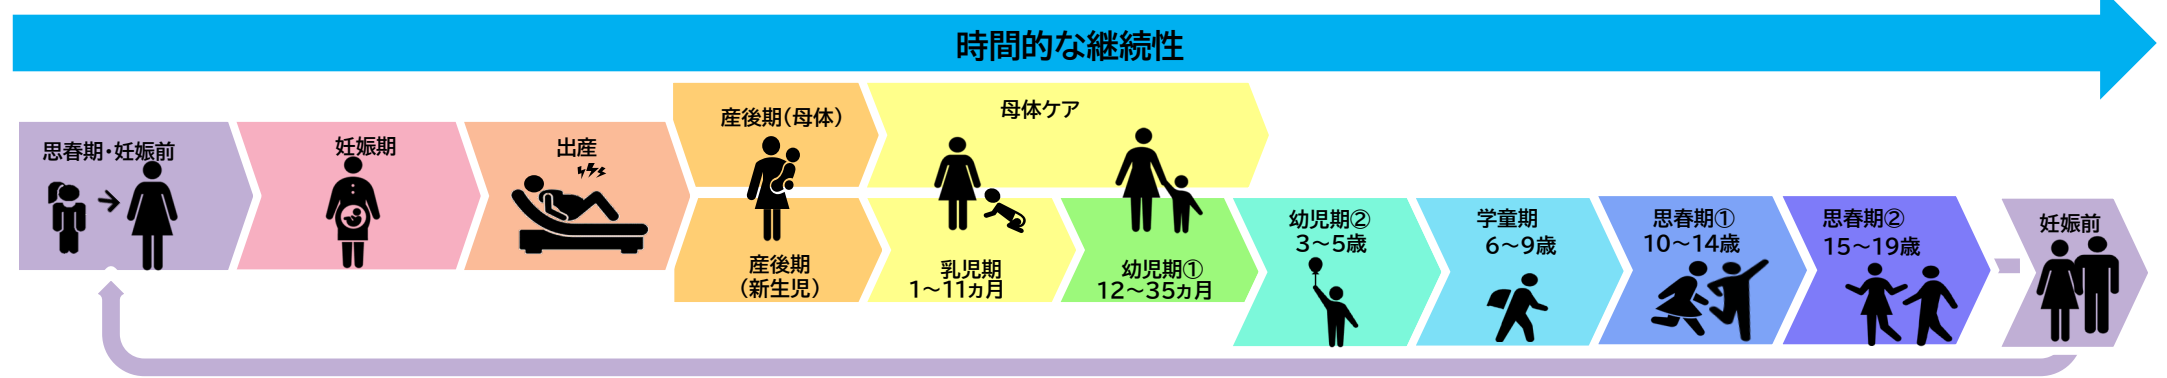 時間的な継続性
思春期・妊娠前
妊娠期
出産
産後期（母体）
母体ケア
産後期
（新生児）
乳児期
1～11ヵ月
幼児期①
12～35ヵ月
幼児期②
3～5歳
学童期
6～9歳
思春期①
10～14歳
思春期②
15～19歳
妊娠前